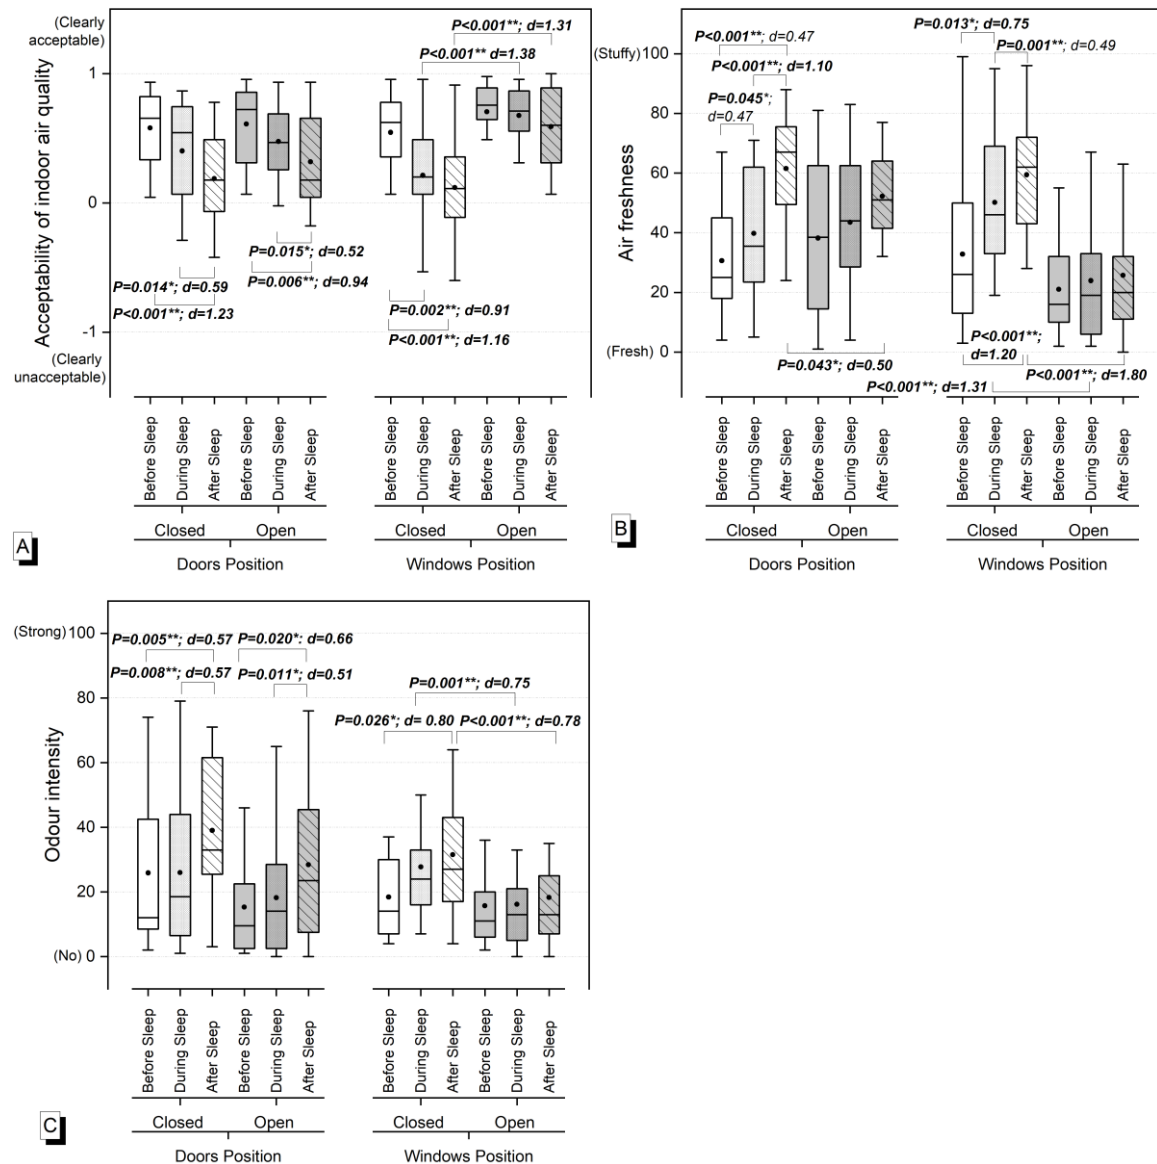 (Clearly
acceptable)
1
0
-1
(Clearly
unacceptable)
Acceptability of indoor air quality
P<0.001**; d=1.31
P<0.001** d=1.38
P=0.015*; d=0.52
P=0.014*; d=0.59
P=0.006**; d=0.94
P<0.001**; d=1.23
P=0.002**; d=0.91
P<0.001**; d=1.16
Before Sleep
During Sleep
After Sleep
Before Sleep
During Sleep
After Sleep
Before Sleep
During Sleep
After Sleep
Before Sleep
During Sleep
After Sleep
Closed
Open
Closed
Open
Doors Position
Windows Position
A
(Stuffy)
100
80
60
40
20
(Fresh) 0
Air freshness
P<0.001**; d=0.47
P<0.001**; d=1.10
P=0.045*;
d=0.47
P=0.013*; d=0.75
P=0.001**; d=0.49
P=0.043*; d=0.50
P<0.001**;
d=1.20
P<0.001**; d=1.80
P<0.001**; d=1.31
Before Sleep
During Sleep
After Sleep
Before Sleep
During Sleep
After Sleep
Before Sleep
During Sleep
After Sleep
Before Sleep
During Sleep
After Sleep
Closed
Open
Closed
Open
Doors Position
Windows Position
B
(Strong) 100
80
60
40
20
(No) 0
Odour intensity
P=0.005**; d=0.57
P=0.020*: d=0.66
P=0.008**; d=0.57
P=0.011*; d=0.51
P=0.001**; d=0.75
P=0.026*; d= 0.80
P<0.001**; d=0.78
Before Sleep
During Sleep
After Sleep
Before Sleep
During Sleep
After Sleep
Before Sleep
During Sleep
After Sleep
Before Sleep
During Sleep
After Sleep
Closed
Open
Closed
Open
Doors Position
Windows Position
C